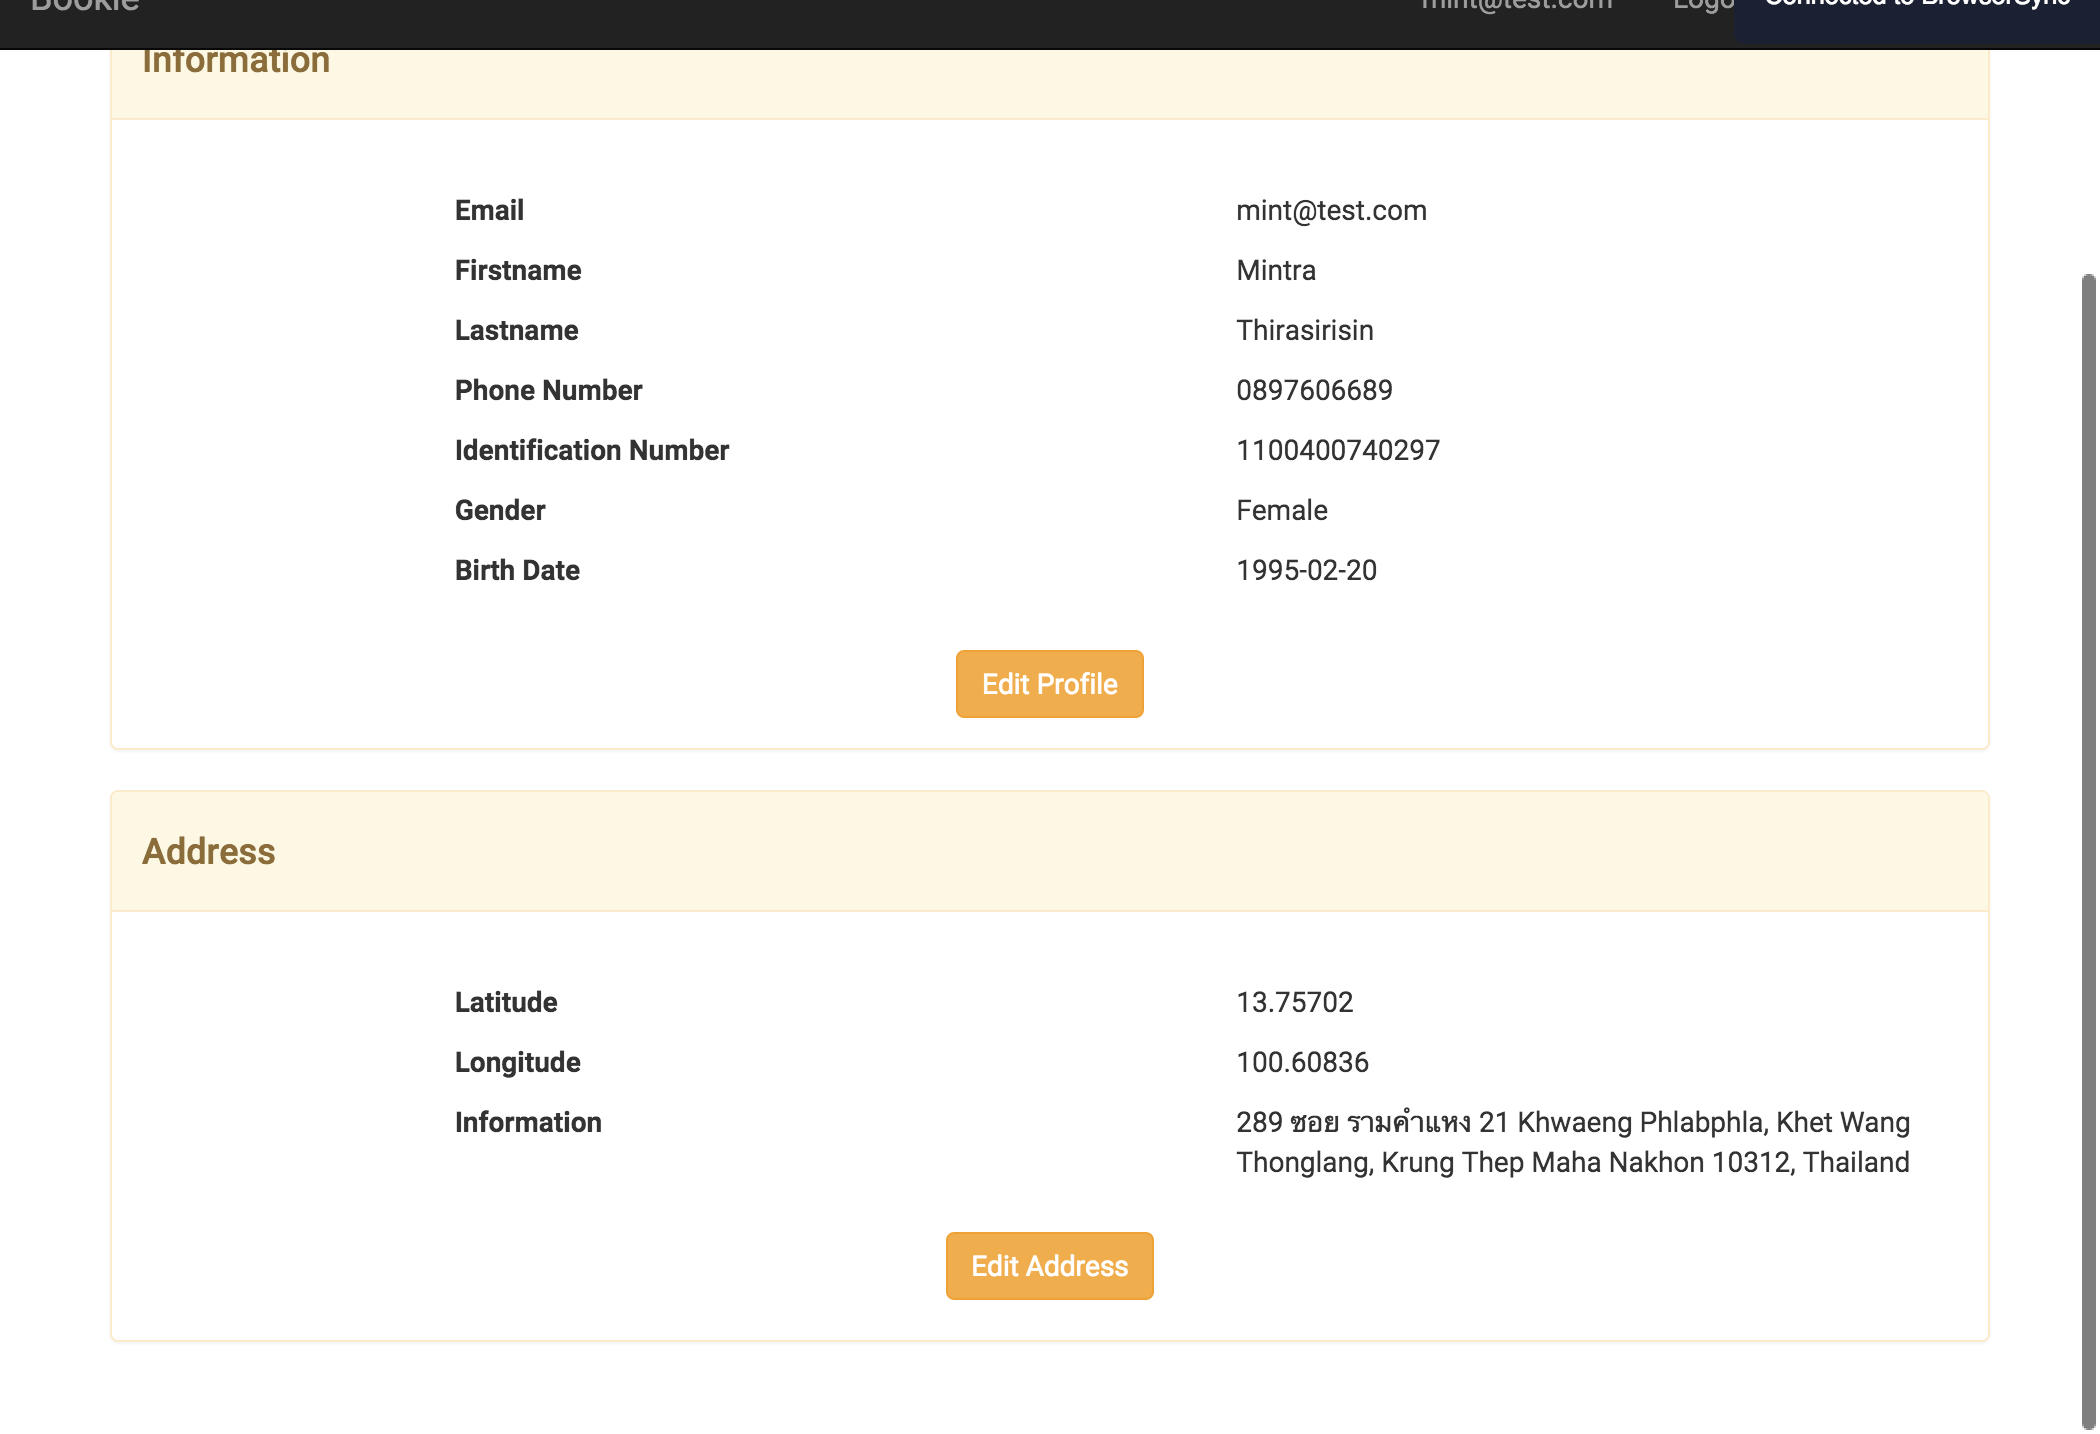 Bookie mint@test.com Logo Connected to BrowserSync
Information
Email mint@test.com
Firstname Mintra
Lastname Thirasirisin
Phone Number 0897606689
Identification Number 1100400740297
Gender Female
Birth Date 1995-02-20
Edit Profile
Address
Latitude 13.75702
Longitude 100.60836
Information 289 ซอย รามคำแหง 21 Khwaeng Phlabphla, Khet Wang
Thonglang, Krung Thep Maha Nakhon 10312, Thailand
Edit Address